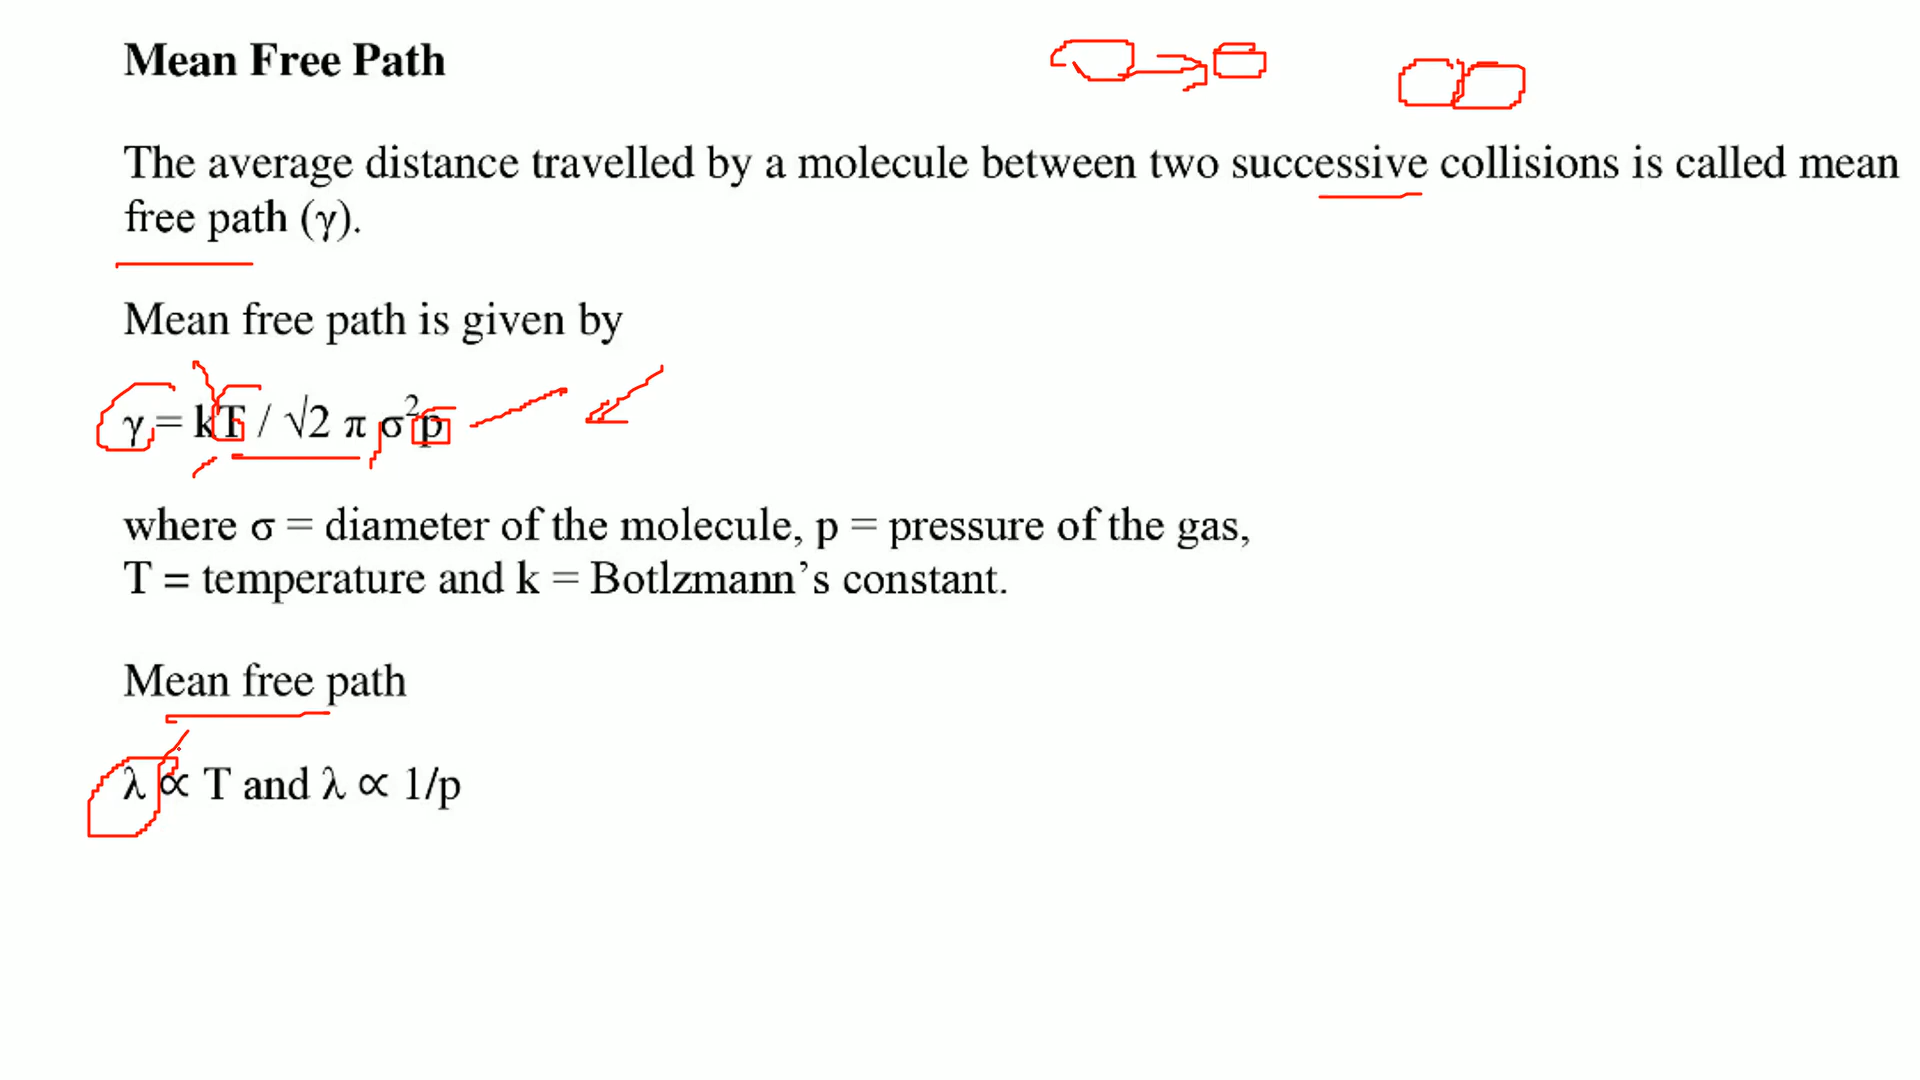 Mean Free Path
The average distance travelled by a molecule between two successive collisions is called mean
free path (γ).
Mean free path is given by
γ = kT / √2 π σ²p
where σ = diameter of the molecule, p = pressure of the gas,
T = temperature and k = Botlzmann’s constant.
Mean free path
λ ∝ T and λ ∝ 1/p